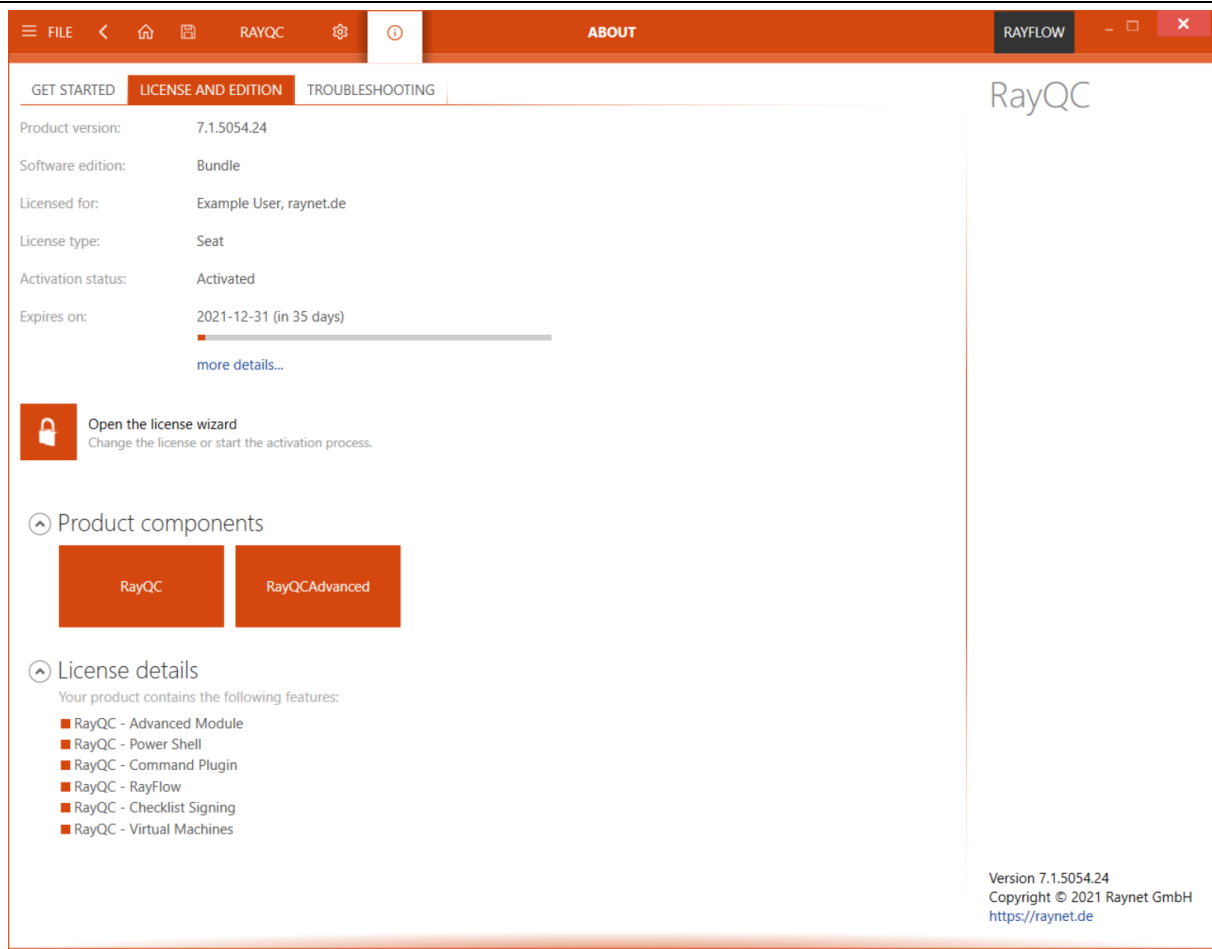 FILE RAYQC ABOUT RAYFLOW
GET STARTED LICENSE AND EDITION TROUBLESHOOTING
RayQC
Product version: 7.1.5054.24
Software edition: Bundle
Licensed for: Example User, raynet.de
License type: Seat
Activation status: Activated
Expires on: 2021-12-31 (in 35 days)
more details...
Open the license wizard
Change the license or start the activation process.
Product components
RayQC RayQCAdvanced
License details
Your product contains the following features:
RayQC - Advanced Module
RayQC - Power Shell
RayQC - Command Plugin
RayQC - RayFlow
RayQC - Checklist Signing
RayQC - Virtual Machines
Version 7.1.5054.24
Copyright © 2021 Raynet GmbH
https://raynet.de